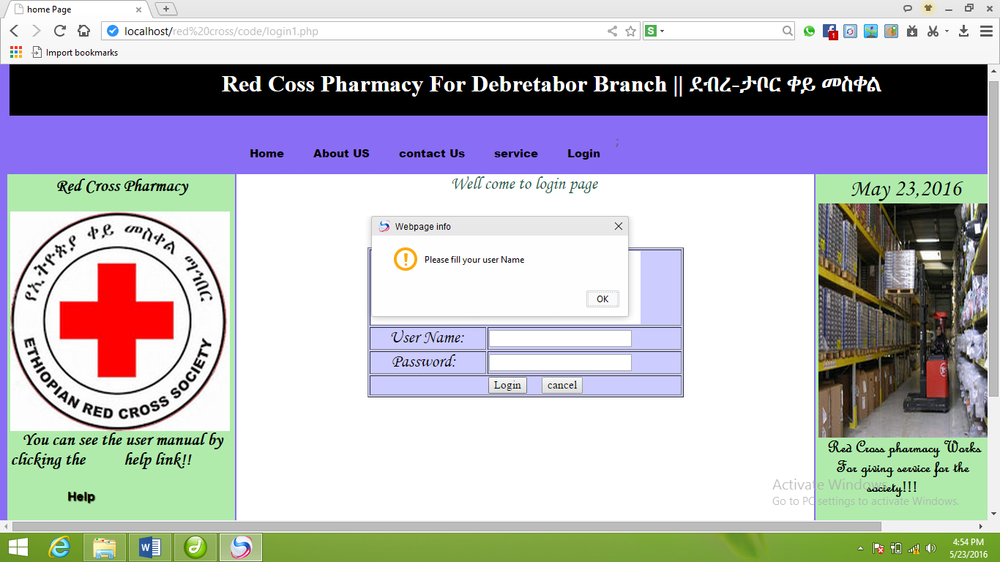 home Page
localhost/red%20cross/code/login1.php
S
1
Import bookmarks
Red Coss Pharmacy For Debretabor Branch || ደብረ-ታቦር ቀይ መስቀል
;
Home About US contact Us service Login
Red Cross Pharmacy
የኢትዮጵያ ቀይ መስቀል ማኅበር
ETHIOPIAN RED CROSS SOCIETY
You can see the user manual by
clicking the help link!!
Help
Well come to login page
Webpage info
Please fill your user Name
OK
User Name:
Password:
Login cancel
May 23,2016
Red Cross pharmacy Works
For giving service for the
society!!!
Activate Windows
Go to PC settings to activate Windows.
4:54 PM
5/23/2016